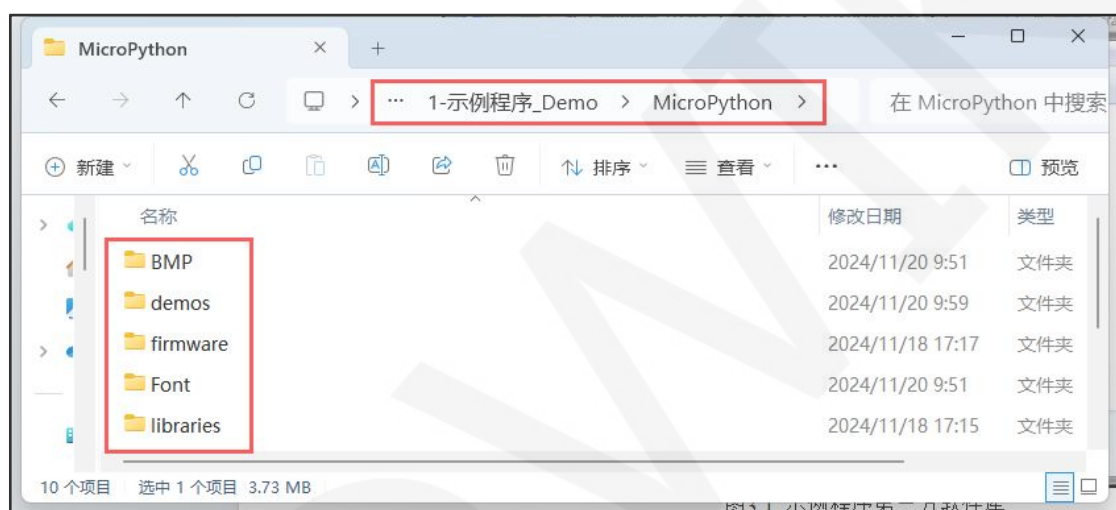 MicroPython
… 1-示例程序_Demo > MicroPython > 在 MicroPython 中搜索
新建 排序 查看 … 预览
名称 修改日期 类型
BMP 2024/11/20 9:51 文件夹
demos 2024/11/20 9:59 文件夹
firmware 2024/11/18 17:17 文件夹
Font 2024/11/20 9:51 文件夹
libraries 2024/11/18 17:15 文件夹
10 个项目 选中 1 个项目 3.73 MB